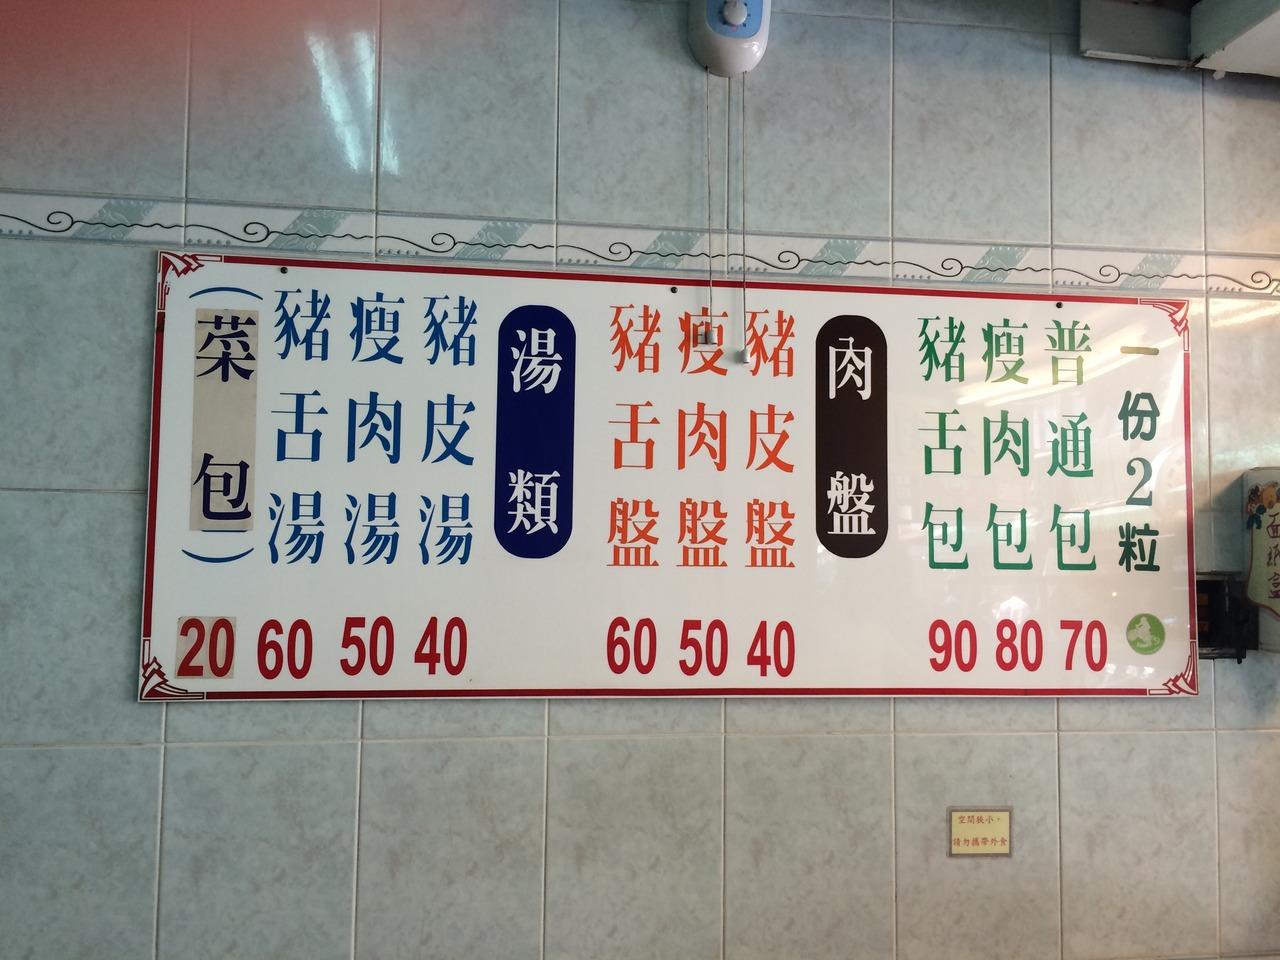 一份2粒
普通包 70
瘦肉包 80
豬舌包 90
肉盤
豬皮盤 40
瘦肉盤 50
豬舌盤 60
湯類
豬皮湯 40
瘦肉湯 50
豬舌湯 60
(菜包) 20
空間狹小，
請勿攜帶外食